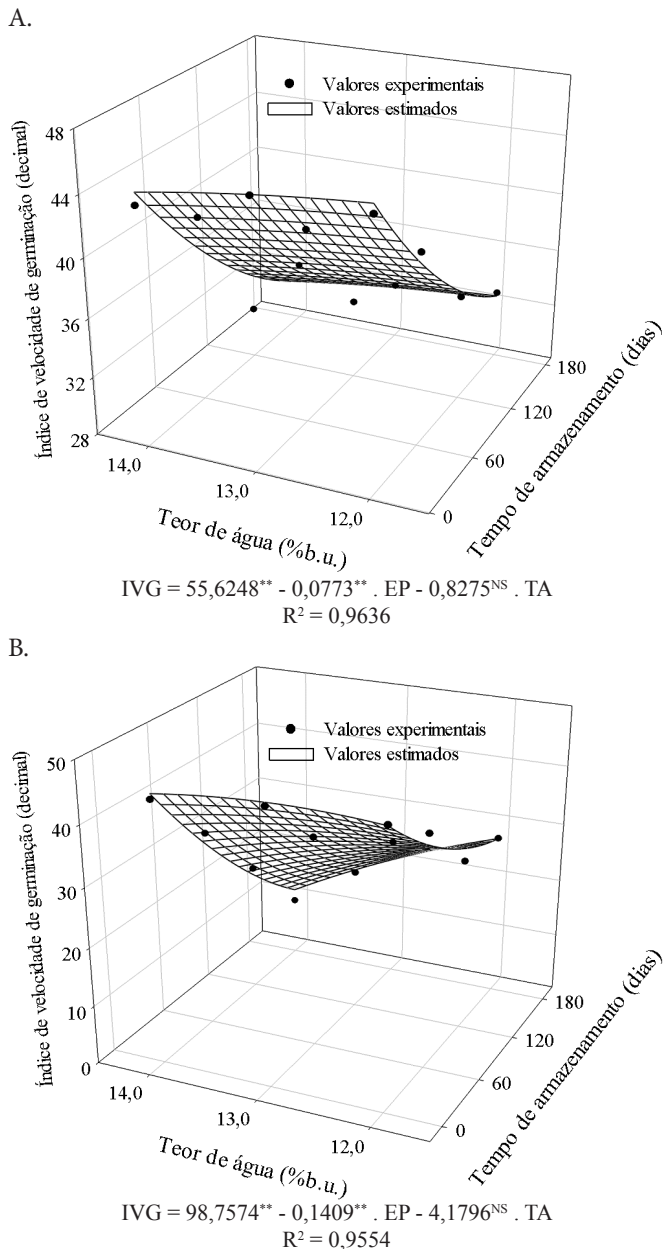 A.
Valores experimentais
Valores estimados
Índice de velocidade de germinação (decimal)
48
44
40
36
32
28
14,0
13,0
12,0
Teor de água (%b.u.)
0
60
120
180
Tempo de armazenamento (dias)
IVG = 55,6248** - 0,0773** . EP - 0,8275NS . TA
R² = 0,9636
B.
Valores experimentais
Valores estimados
Índice de velocidade de germinação (decimal)
50
40
30
20
10
0
14,0
13,0
12,0
Teor de água (%b.u.)
0
60
120
180
Tempo de armazenamento (dias)
IVG = 98,7574** - 0,1409** . EP - 4,1796NS . TA
R² = 0,9554